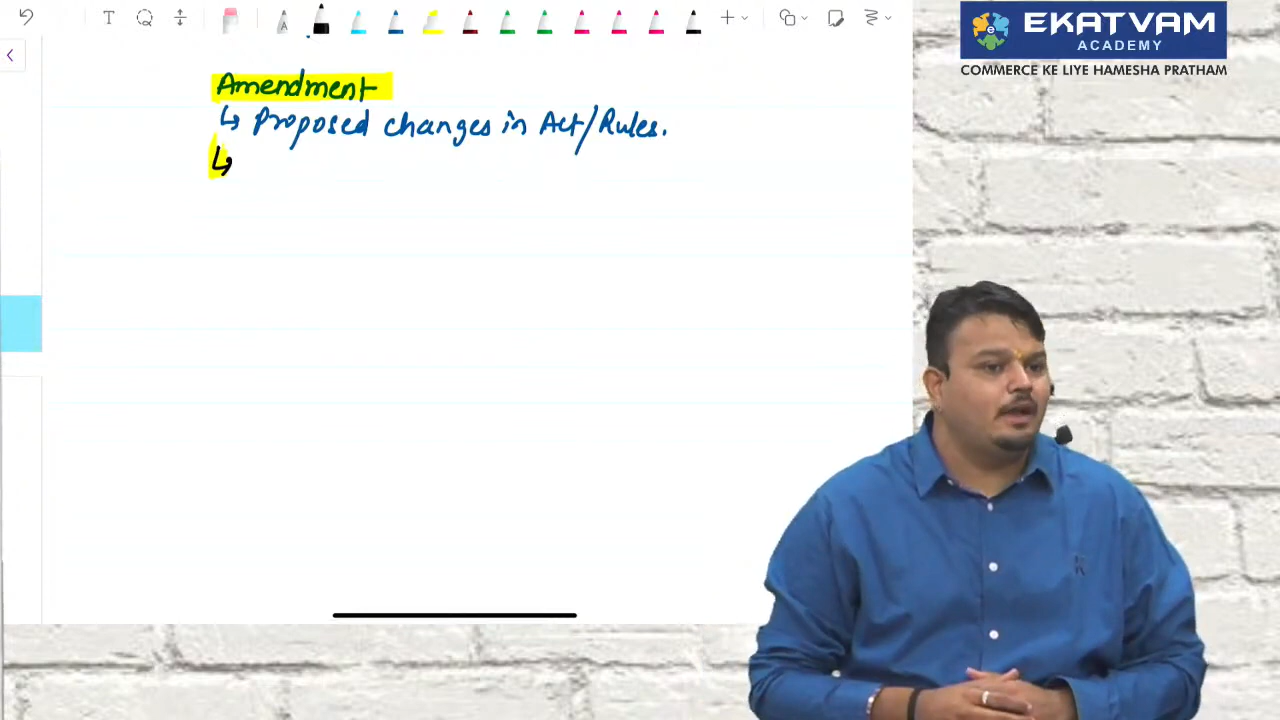 EKATVAM
ACADEMY
COMMERCE KE LIYE HAMESHA PRATHAM
Amendment
↳ Proposed changes in Act/Rules.
↳